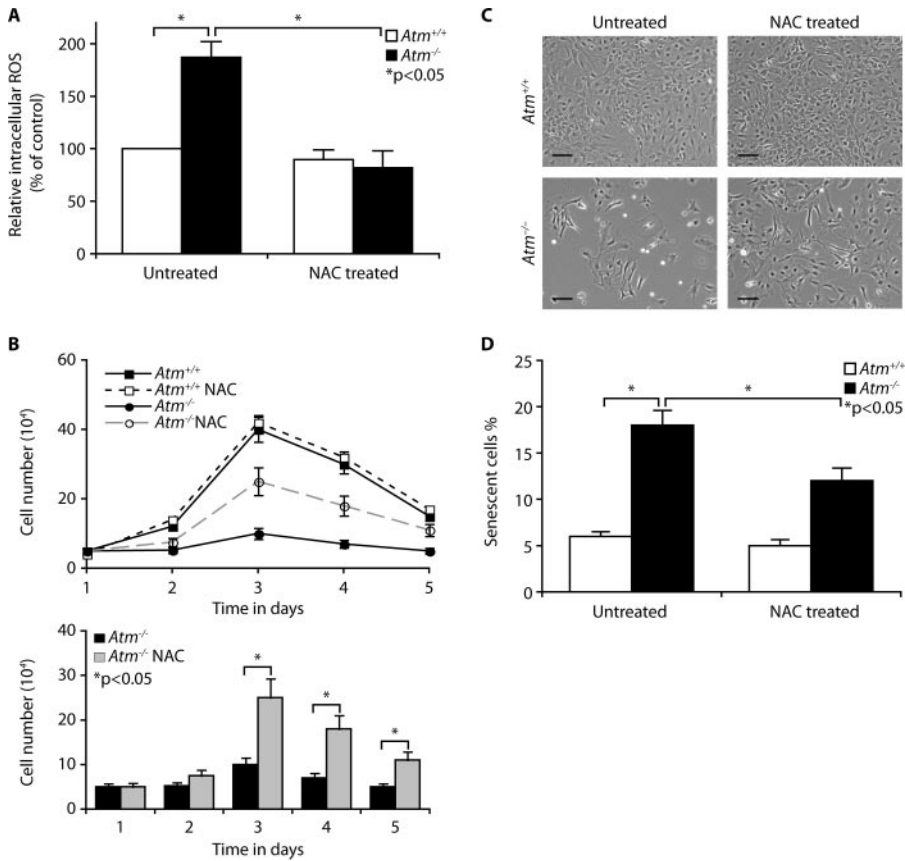 A
Relative intracellular ROS
(% of control)
200
150
100
50
0
*
*
Atm+/+
Atm-/-
*p<0.05
Untreated
NAC treated
B
Cell number (10⁴)
60
40
20
0
Atm+/+
Atm+/+ NAC
Atm-/-
Atm-/-NAC
1
2
3
4
5
Time in days
Cell number (10⁴)
40
30
20
10
0
Atm-/-
Atm-/- NAC
*p<0.05
*
*
*
1
2
3
4
5
Time in days
C
Untreated
NAC treated
Atm+/+
Atm-/-
D
Senescent cells %
25
20
15
10
5
0
*
*
Atm+/+
Atm-/-
*p<0.05
Untreated
NAC treated